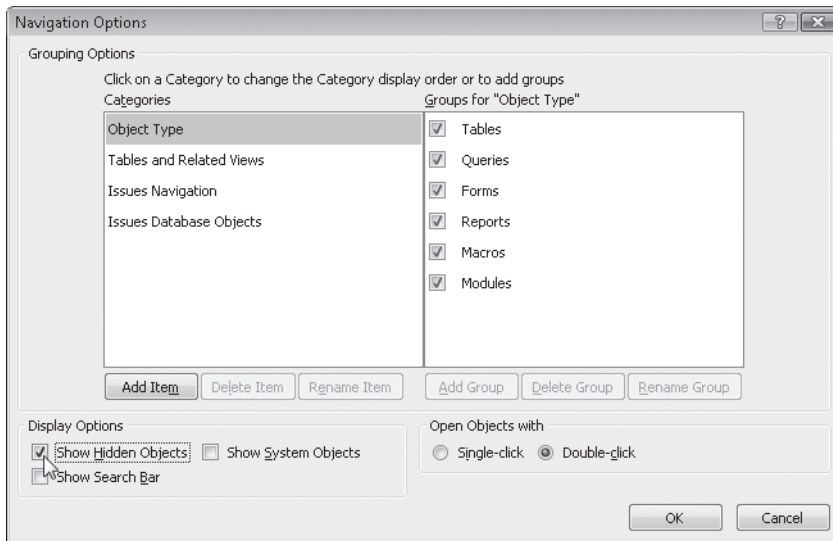 Navigation Options
Grouping Options
Click on a Category to change the Category display order or to add groups
Categories
Groups for "Object Type"
Object Type
Tables and Related Views
Issues Navigation
Issues Database Objects
Tables
Queries
Forms
Reports
Macros
Modules
Add Item Delete Item Rename Item Add Group Delete Group Rename Group
Display Options
Show Hidden Objects Show System Objects
Show Search Bar
Open Objects with
Single-click Double-click
OK Cancel